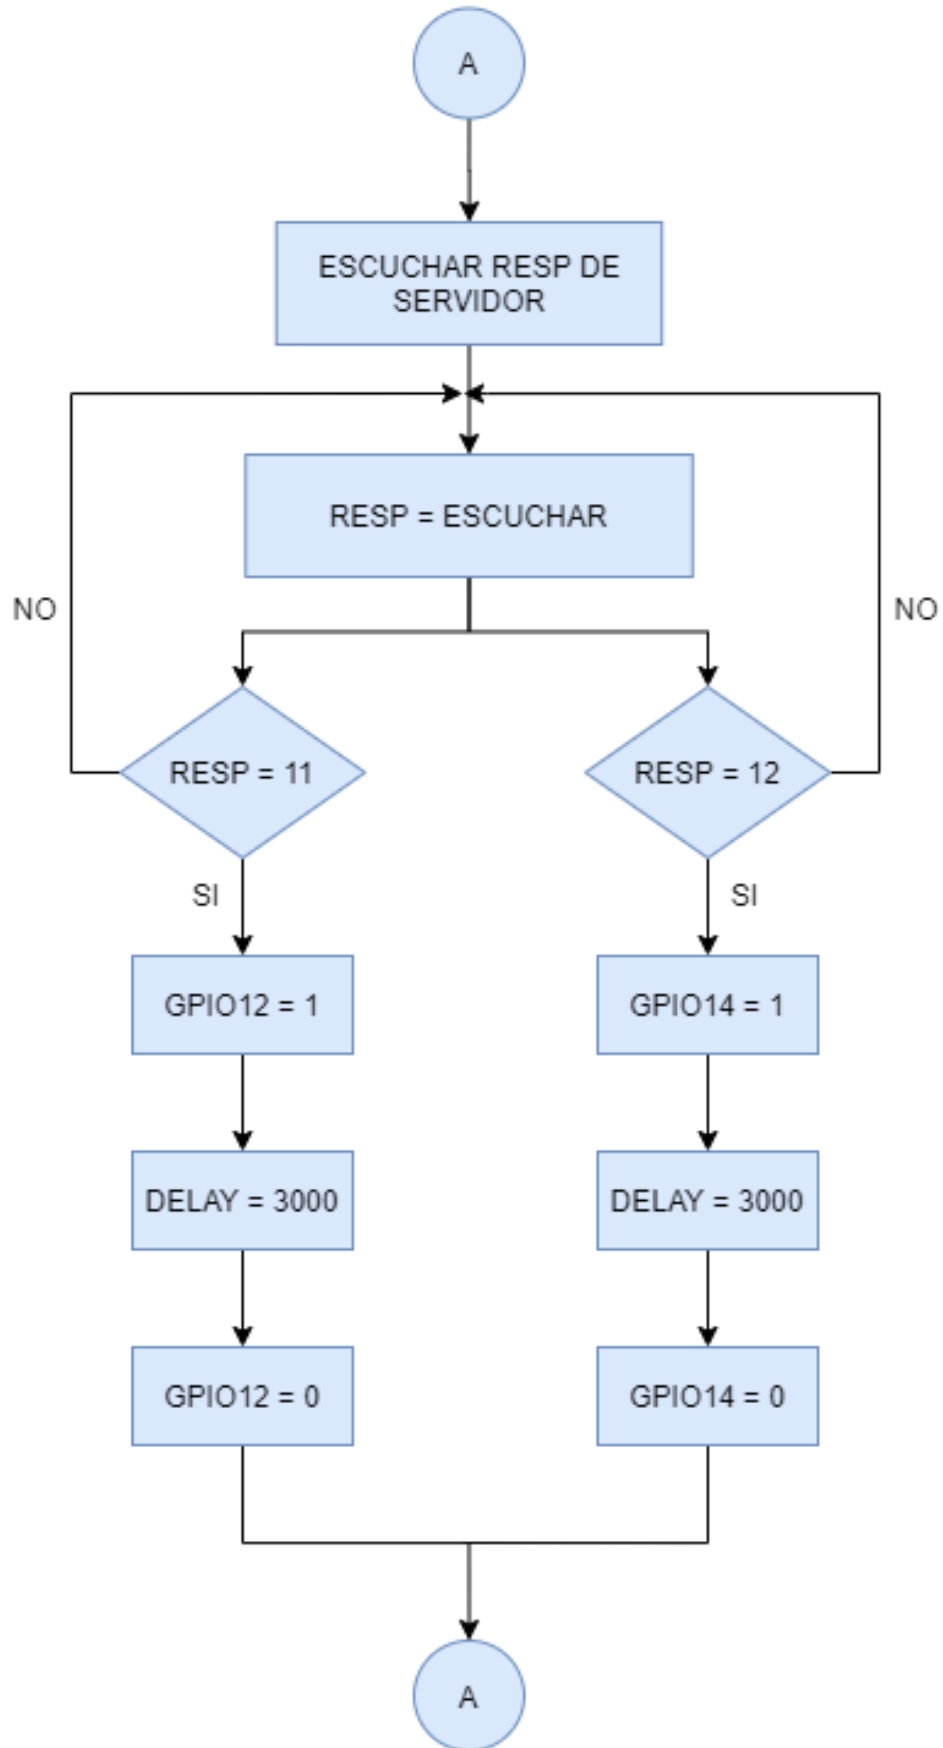 A
ESCUCHAR RESP DE
SERVIDOR
RESP = ESCUCHAR
NO
NO
RESP = 11
RESP = 12
SI
SI
GPIO12 = 1
GPIO14 = 1
DELAY = 3000
DELAY = 3000
GPIO12 = 0
GPIO14 = 0
A